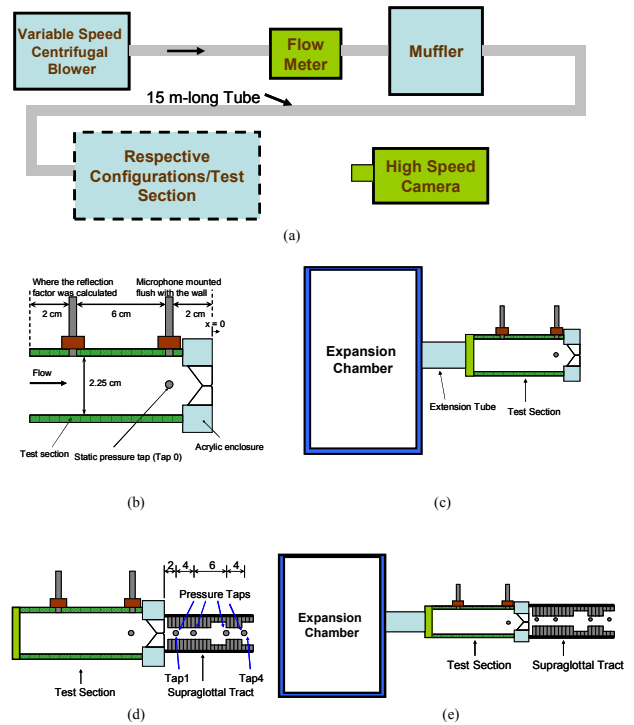 Variable Speed
Centrifugal
Blower
Flow
Meter
Muffler
15 m-long Tube
Respective
Configurations/Test
Section
High Speed
Camera
(a)
Where the reflection
factor was calculated
Microphone mounted
flush with the wall
2 cm
6 cm
2 cm
x = 0
Flow
2.25 cm
Test section
Static pressure tap (Tap 0)
Acrylic enclosure
(b)
Expansion
Chamber
Extension Tube
Test Section
(c)
2 4 6 4
Pressure Taps
Test Section
Tap1
Tap4
Supraglottal Tract
(d)
Expansion
Chamber
Test Section
Supraglottal Tract
(e)